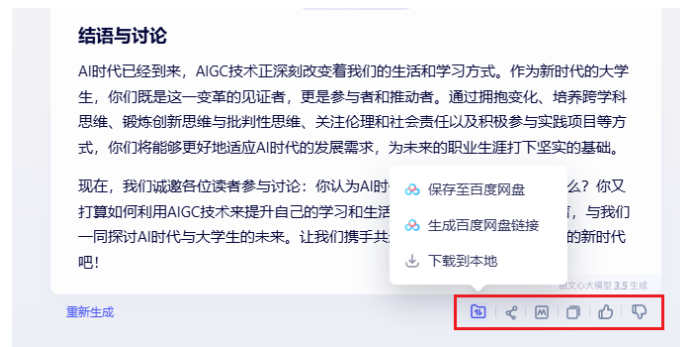 结语与讨论
AI时代已经到来，AIGC技术正深刻改变着我们的生活和学习方式。作为新时代的大学
生，你们既是这一变革的见证者，更是参与者和推动者。通过拥抱变化、培养跨学科
思维、锻炼创新思维与批判性思维、关注伦理和社会责任以及积极参与实践项目等方
式，你们将能够更好地适应AI时代的发展需求，为未来的职业生涯打下坚实的基础。
现在，我们诚邀各位读者参与讨论：你认为AI时
么？你又
打算如何利用AIGC技术来提升自己的学习和生活
，与我们
一同探讨AI时代与大学生的未来。让我们携手共
的新时代
吧！
保存至百度网盘
生成百度网盘链接
下载到本地
由文心大模型 3.5 生成
重新生成